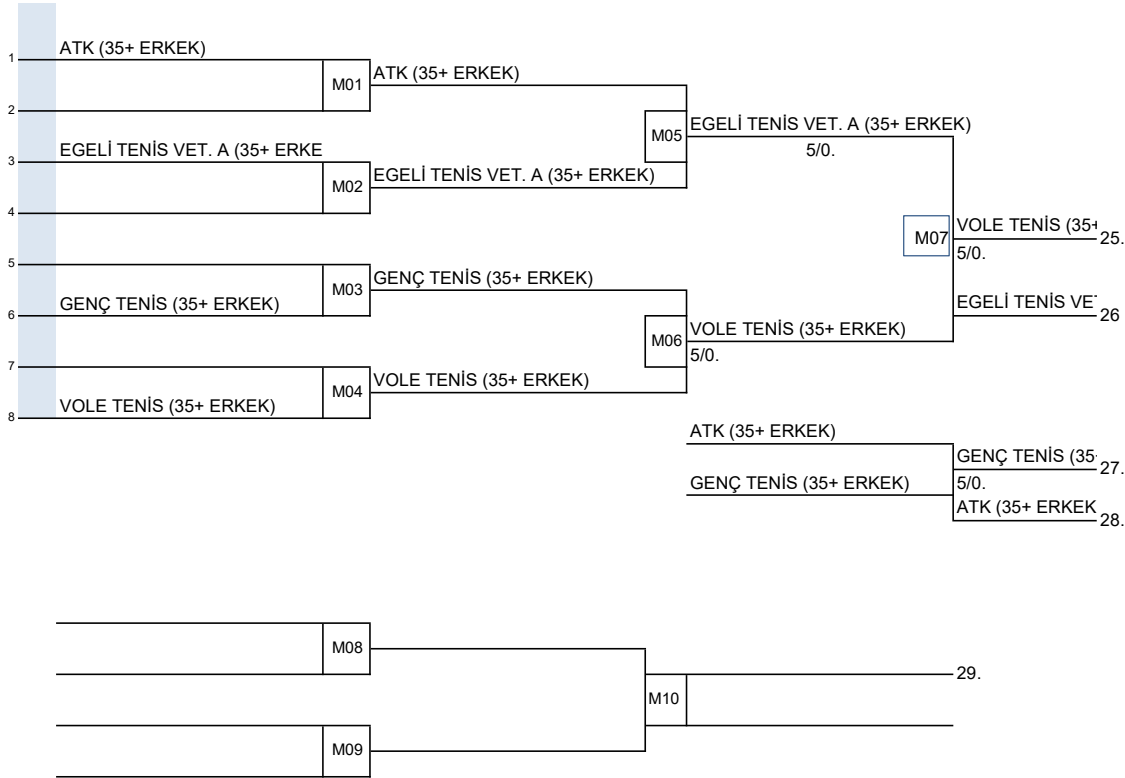 1 ATK (35+ ERKEK)
M01 ATK (35+ ERKEK)
2
M05 EGELİ TENİS VET. A (35+ ERKEK)
5/0.
3 EGELİ TENİS VET. A (35+ ERKE
M02 EGELİ TENİS VET. A (35+ ERKEK)
4
M07 VOLE TENİS (35+ 25.
5/0.
5
M03 GENÇ TENİS (35+ ERKEK)
6 GENÇ TENİS (35+ ERKEK)
EGELİ TENİS VE 26
M06 VOLE TENİS (35+ ERKEK)
5/0.
7
M04 VOLE TENİS (35+ ERKEK)
8 VOLE TENİS (35+ ERKEK)
ATK (35+ ERKEK)
GENÇ TENİS (35 27.
5/0.
GENÇ TENİS (35+ ERKEK)
ATK (35+ ERKEK 28.
M08
29.
M10
M09